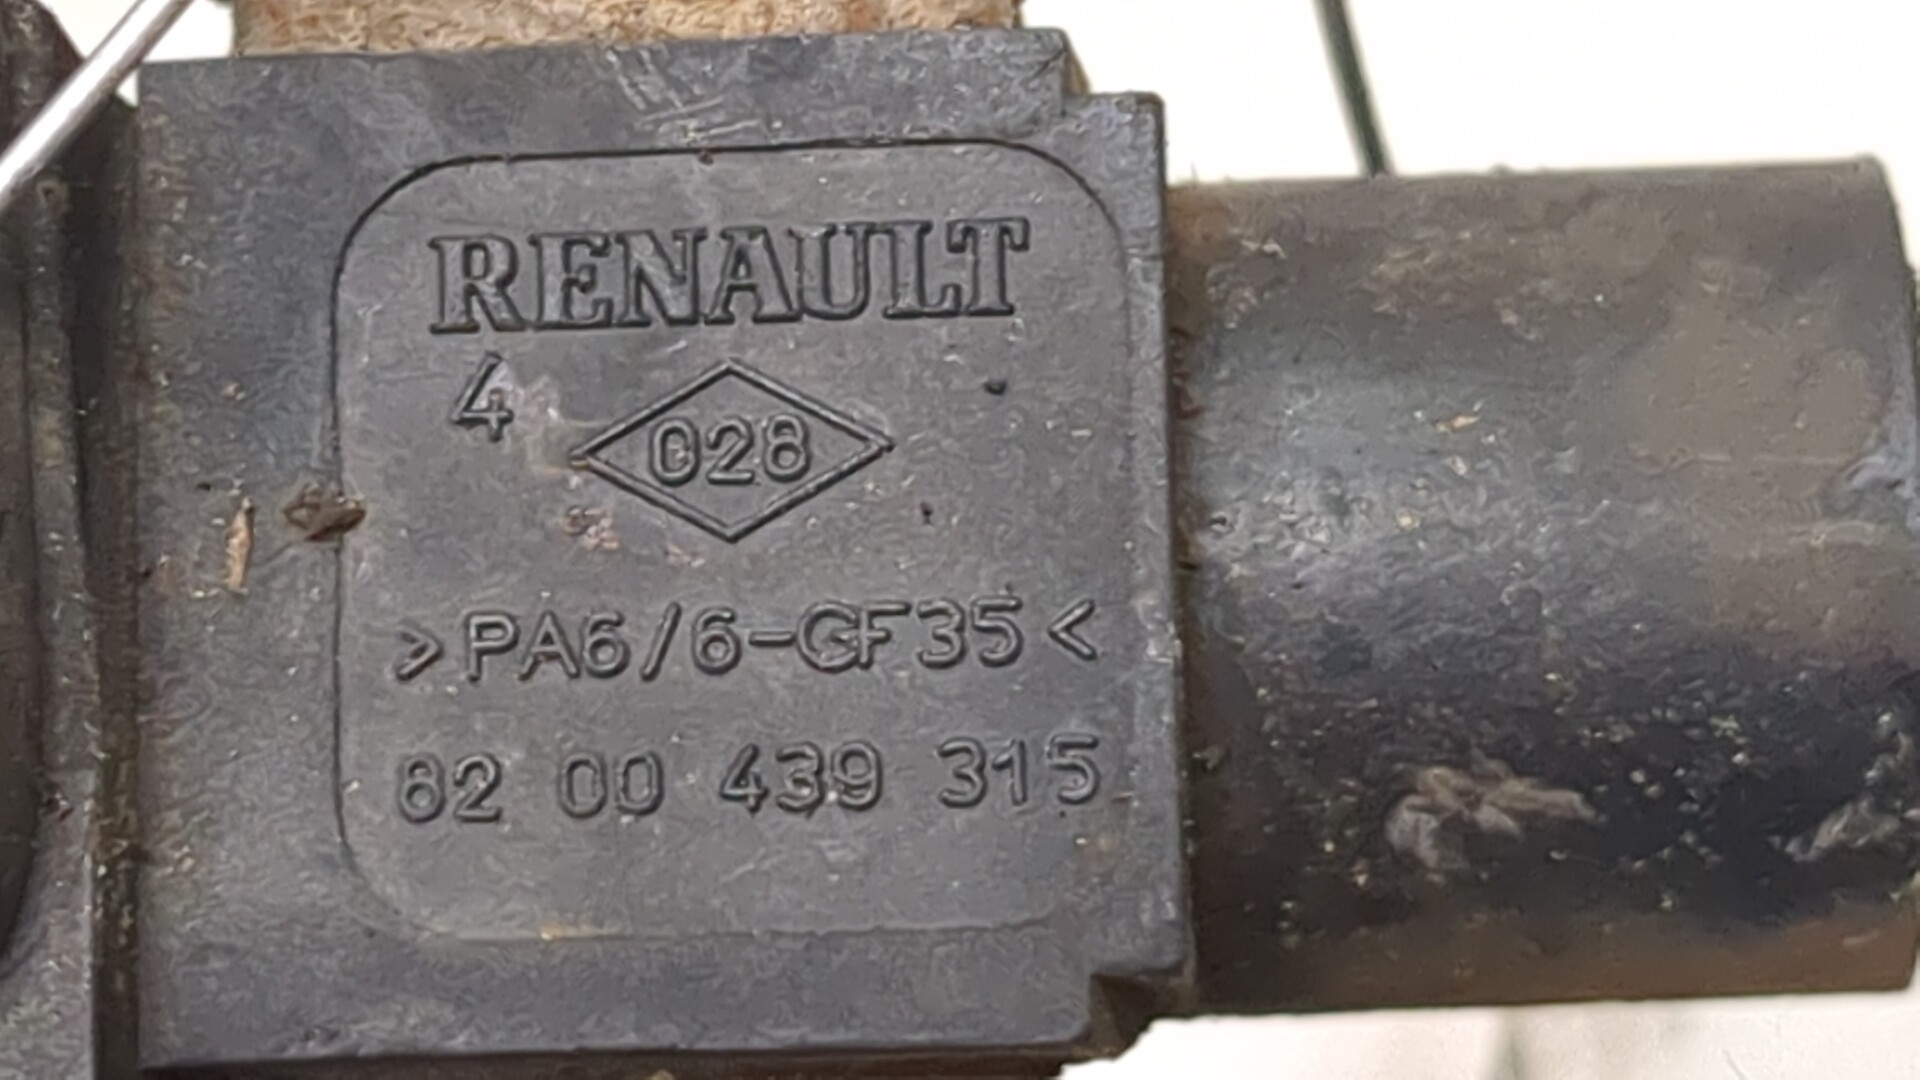 RENAULT
4 028
>PA6/6-GF35<
82 00 439 315